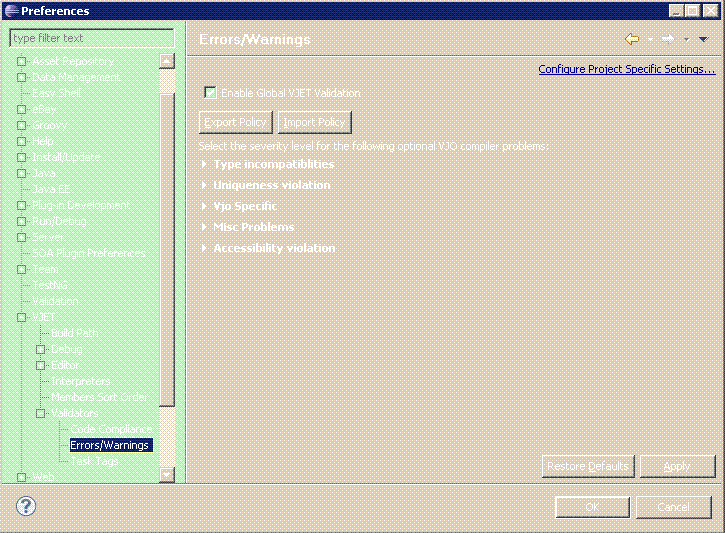 Preferences
type filter text
Asset Repository
Data Management
Easy Shell
eBay
Groovy
Help
Install/Update
Java
Java EE
Plug-in Development
Run/Debug
Server
SOA Plugin Preferences
Team
TestNG
Validation
VJET
Build Path
Debug
Editor
Interpreters
Members Sort Order
Validators
Code Compliance
Errors/Warnings
Task Tags
Web
Errors/Warnings
Configure Project Specific Settings...
Enable Global VJET Validation
Export Policy Import Policy
Select the severity level for the following optional VJO compiler problems:
Type incompatiblities
Uniqueness violation
Vjo Specific
Misc Problems
Accessibility violation
Restore Defaults Apply
?
OK Cancel